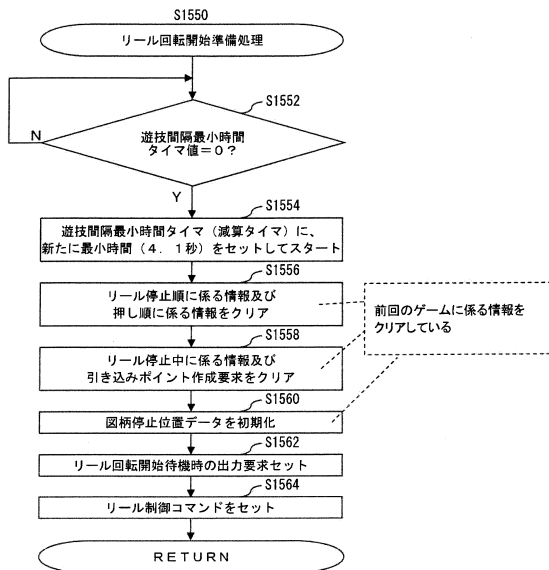 S1550
リール回転開始準備処理
S1552
遊技間隔最小時間
タイマ値=0?
N
Y
S1554
遊技間隔最小時間タイマ(減算タイマ)に、
新たに最小時間(4.1秒)をセットしてスタート
S1556
リール停止順に係る情報及び
押し順に係る情報をクリア
前回のゲームに係る情報を
クリアしている
S1558
リール停止中に係る情報及び
引き込みポイント作成要求をクリア
S1560
図柄停止位置データを初期化
S1562
リール回転開始待機時の出力要求セット
S1564
リール制御コマンドをセット
RETURN